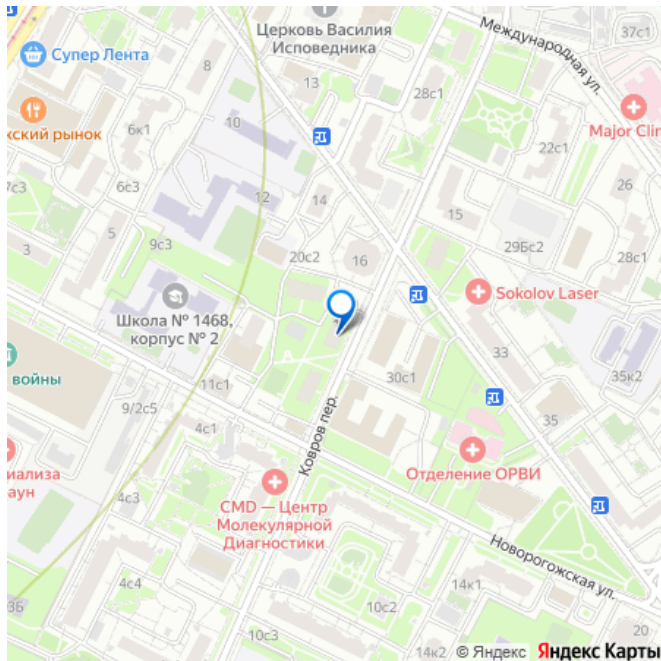 37с1
Церковь Василия
Исповедника
Международная ул.
Супер Лента
8
13
28с1
Major Clin
жский рынок
6к1
10
22с1
7с3
6с3
12
14
26
15
5
9с3
3
20с2
16
29Бс2
28с1
Sokolov Laser
Школа № 1468,
корпус № 2
33
войны
11с1
30с1
35к2
9/2с5
4с1
35
Ковров пер.
иализа
аун
Отделение ОРВИ
4с3
CMD — Центр
Молекулярной
Диагностики
Новорогожская ул.
4с4
14к1
3Б
10с2
10с3
14к2
20
© Яндекс Яндекс Карты